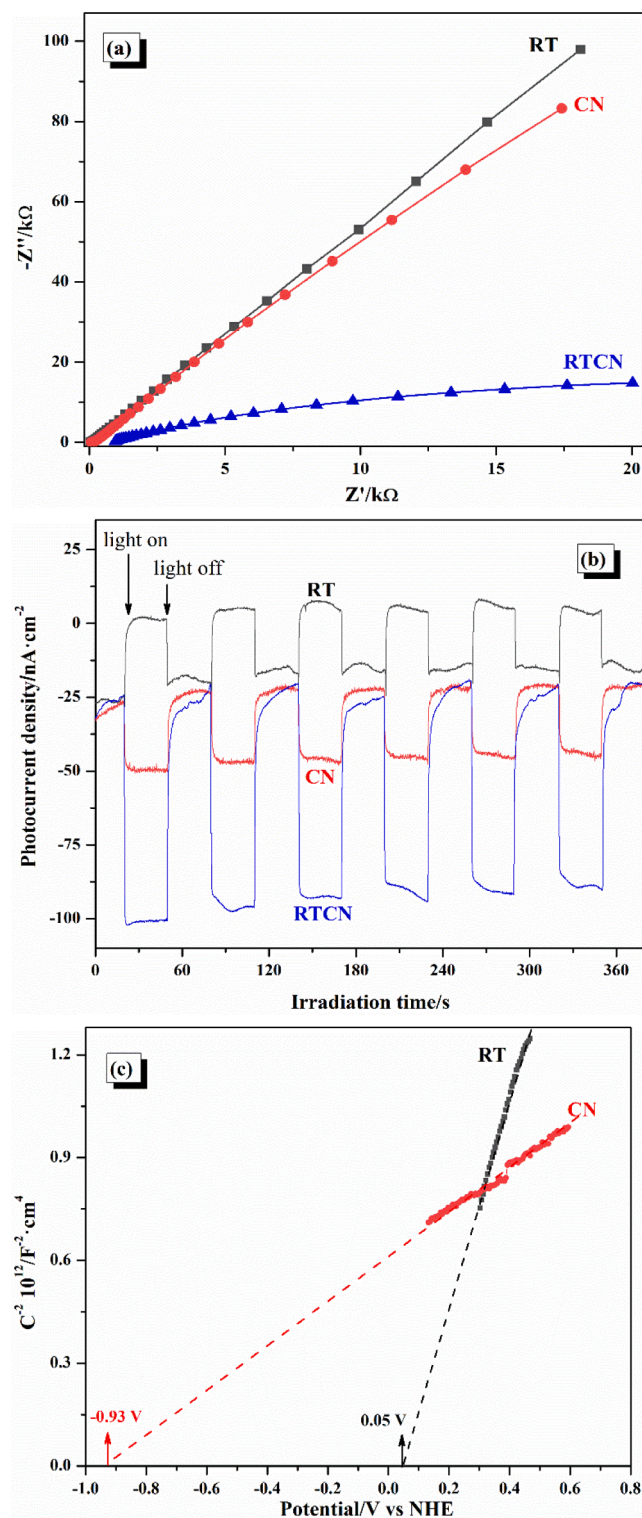 (a)
RT
CN
RTCN
-Z''/kΩ
-100
80
60
40
20
0
0 5 10 15 20
Z'/kΩ
light on
light off
(b)
RT
CN
RTCN
Photocurrent density/nA·cm-2
25
0
-25
-50
-75
-100
0 60 120 180 240 300 360
Irradiation time/s
(c)
RT
CN
C-2 10^12/F-2·cm4
1.2
0.9
0.6
0.3
0.0
-0.93 V
0.05 V
-1.0 -0.8 -0.6 -0.4 -0.2 0.0 0.2 0.4 0.6 0.8
Potential/V vs NHE